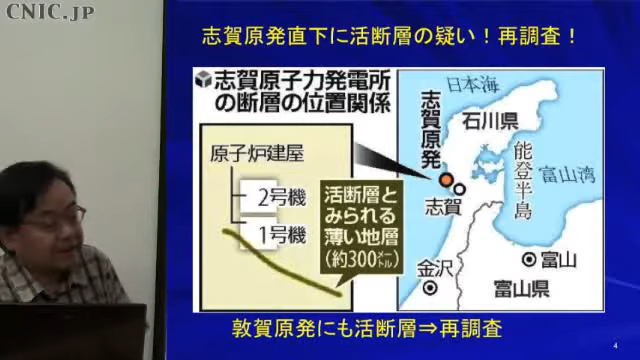 CNIC.jp
志賀原発直下に活断層の疑い！再調査！
志賀原子力発電所
の断層の位置関係
原子炉建屋
2号機
1号機
活断層と
みられる
薄い地層
(約300メートル)
日本海
志賀原発
石川県
能登半島
富山湾
志賀
金沢
富山
富山県
敦賀原発にも活断層⇒再調査
4